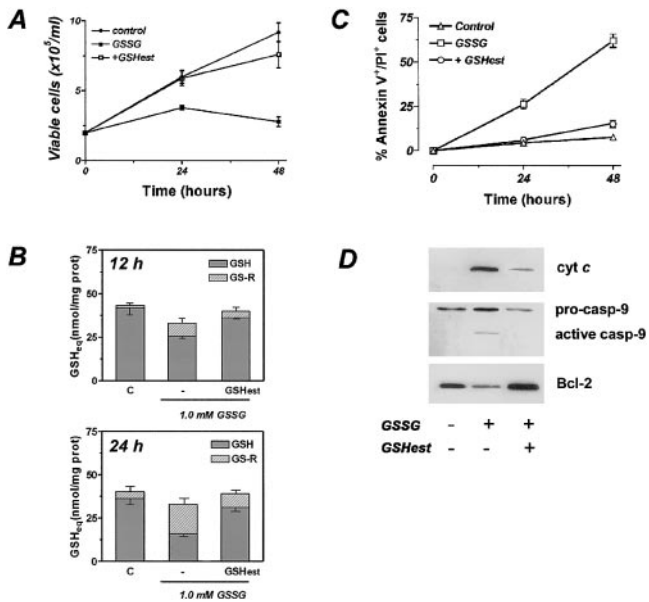 A
Viable cells (x10⁵/ml)
10
5
0
Control
GSSG
+GSHest
0
24
48
Time (hours)
C
% Annexin V⁺/PI⁺ cells
75
50
25
0
Control
GSSG
+ GSHest
0
24
48
Time (hours)
B
12 h
GSH
GS-R
GSHeq(nmol/mg prot)
75
50
25
0
C
-
GSHest
1.0 mM GSSG
24 h
GSH
GS-R
GSHeq(nmol/mg prot)
75
50
25
0
C
-
GSHest
1.0 mM GSSG
D
cyt c
pro-casp-9
active casp-9
Bcl-2
GSSG - + +
GSHest - - +